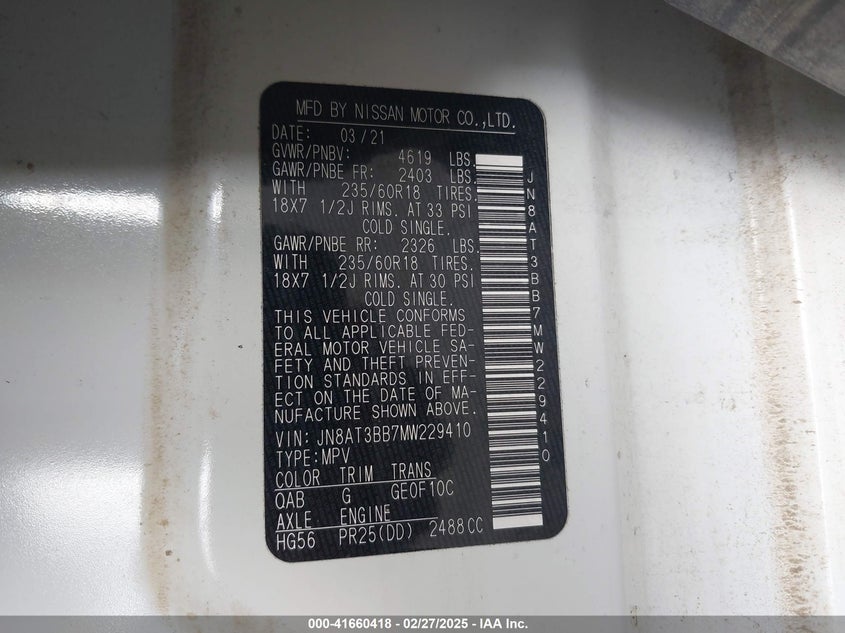 MFD BY NISSAN MOTOR CO.,LTD.
DATE: 03/21
GVWR/PNBV: 4619 LBS.
GAWR/PNBE FR: 2403 LBS.
WITH 235/60R18 TIRES.
18X7 1/2J RIMS. AT 33 PSI
COLD SINGLE.
GAWR/PNBE RR: 2326 LBS.
WITH 235/60R18 TIRES.
18X7 1/2J RIMS. AT 30 PSI
COLD SINGLE.
THIS VEHICLE CONFORMS
TO ALL APPLICABLE FED-
ERAL MOTOR VEHICLE SA-
FETY AND THEFT PREVEN-
TION STANDARDS IN EFF-
ECT ON THE DATE OF MA-
NUFACTURE SHOWN ABOVE.
VIN: JN8AT3BB7MW229410
TYPE:MPV
COLOR TRIM TRANS
QAB G GE0F10C
AXLE ENGINE
HG56 PR25(DD) 2488CC
JN8AT3BB7MW229410
000-41660418 - 02/27/2025 - IAA Inc.